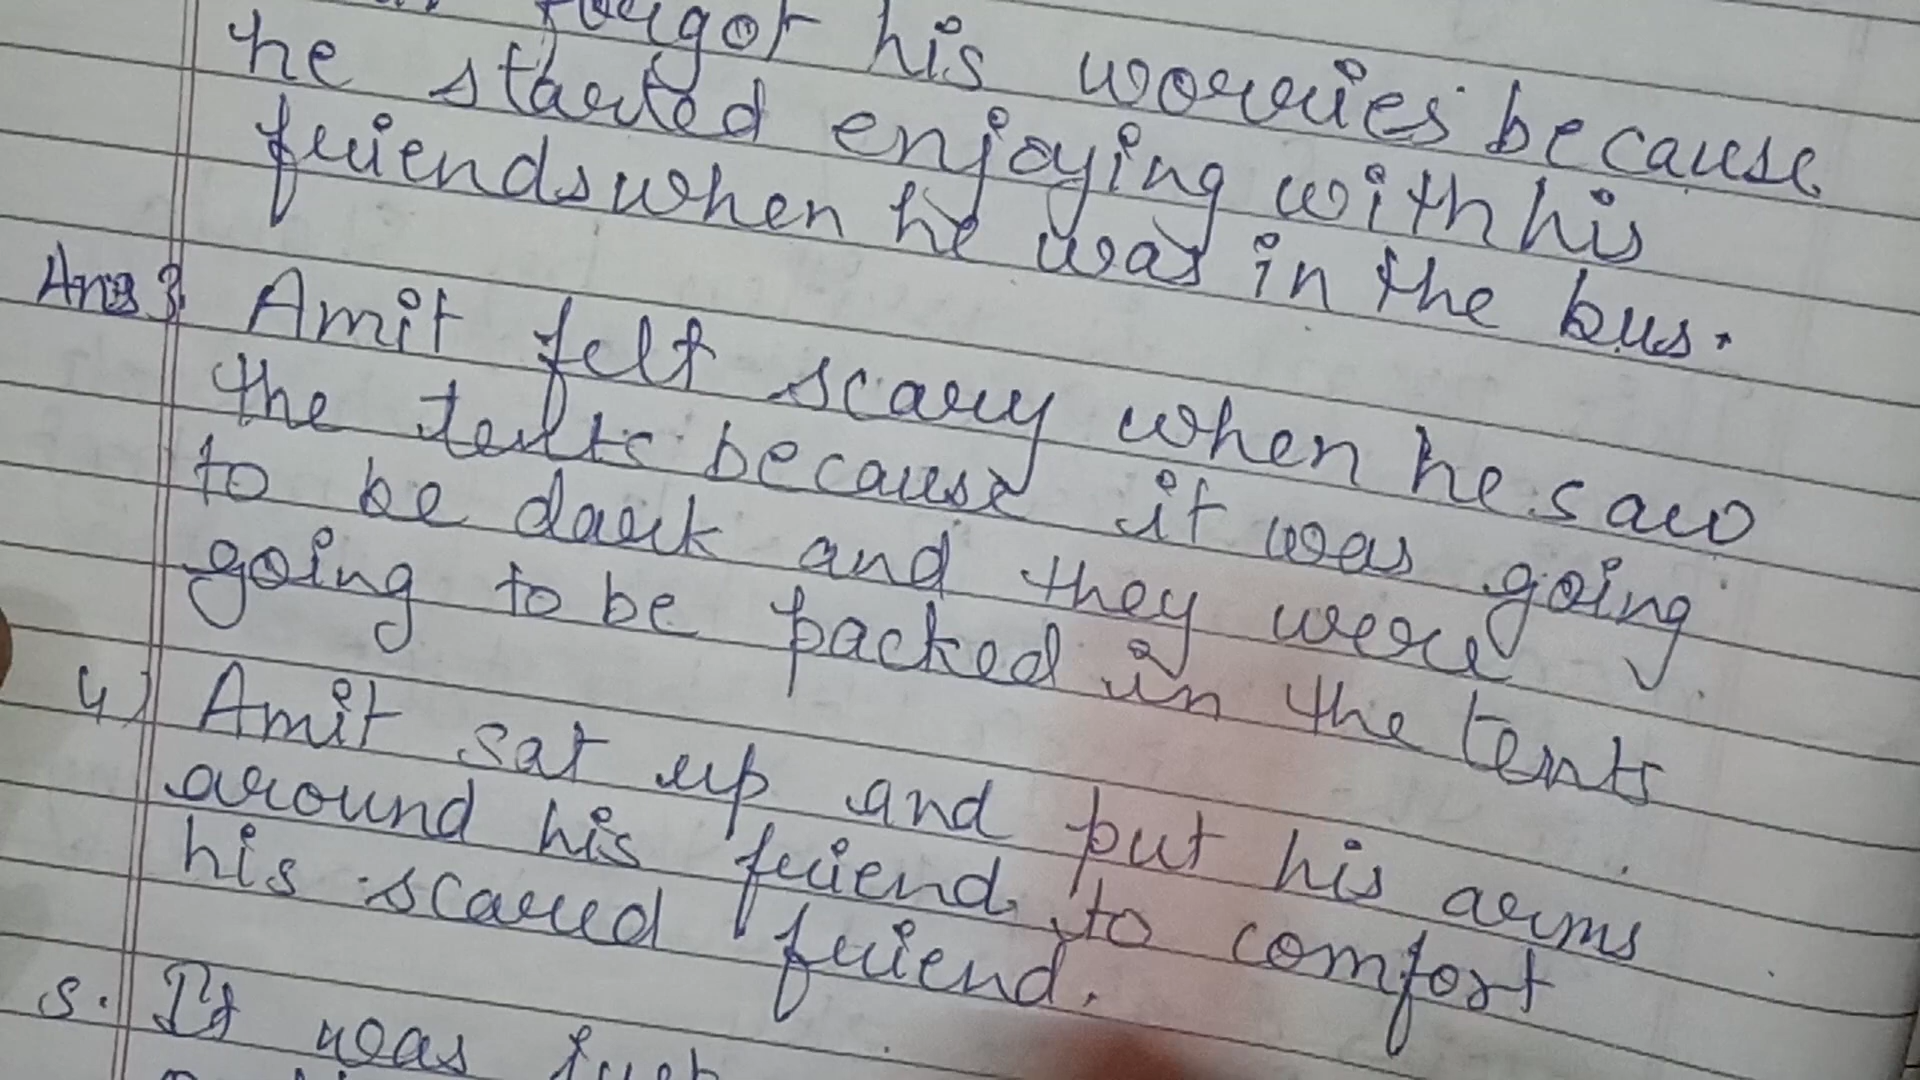 forgot his worries because
he started enjoying with his
friends when he was in the bus.
Ans 3 Amit felt scary when he saw
the tents because it was going
to be dark and they were
going to be packed in the tents
4) Amit sat up and put his arms
around his friend, to comfort
his scared friend.
5. It was just